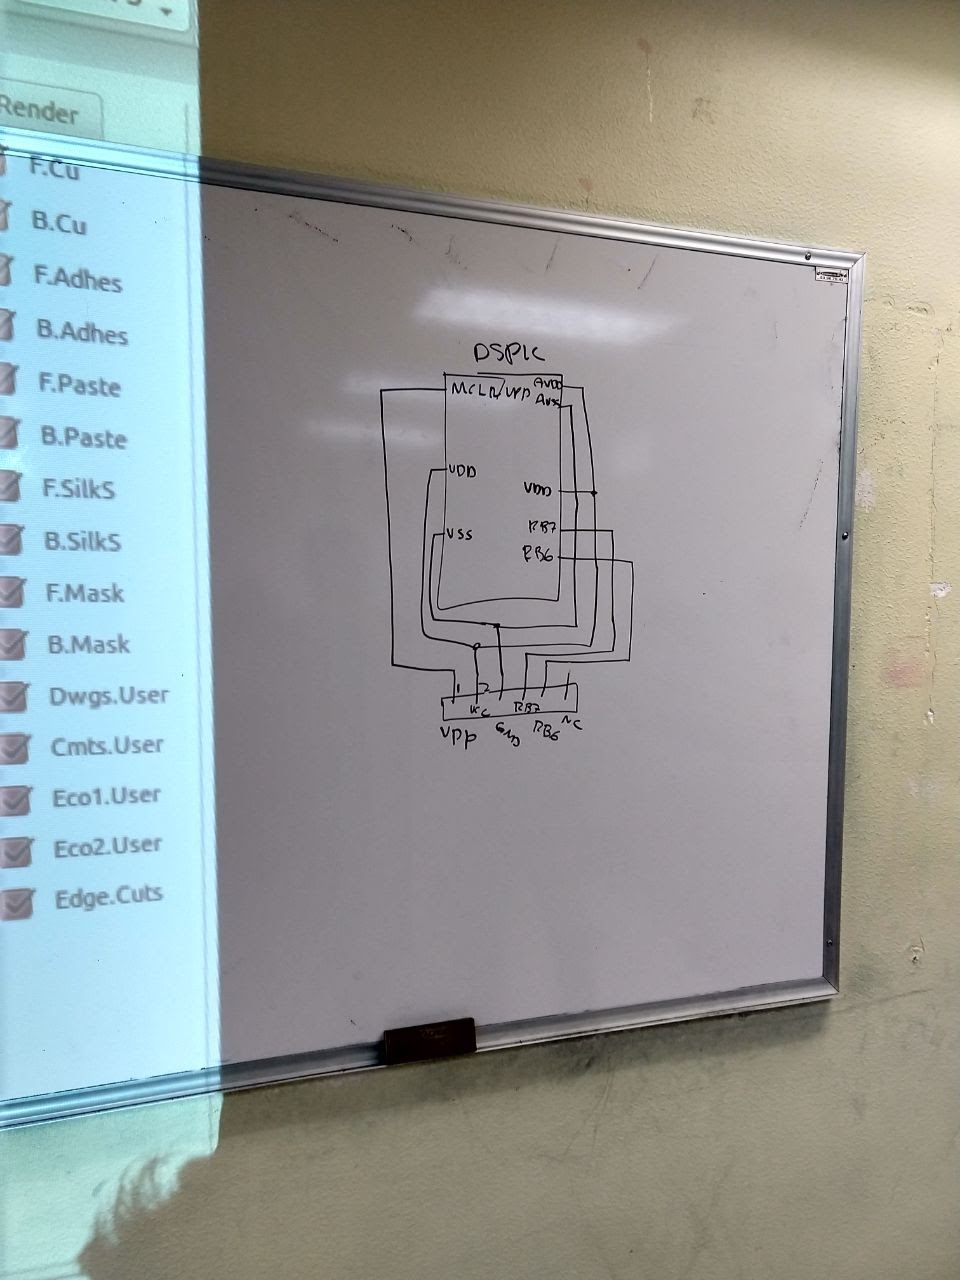 Render
F.Cu
B.Cu
F.Adhes
B.Adhes
F.Paste
B.Paste
F.SilkS
B.SilkS
F.Mask
B.Mask
Dwgs.User
Cmts.User
Eco1.User
Eco2.User
Edge.Cuts
DSPIC
MCLR/VPP
AVDD
AVSS
VDD
VDD
VSS
RB7
RB6
1
2
VCC
RB7
VPP
GND
RB6
NC